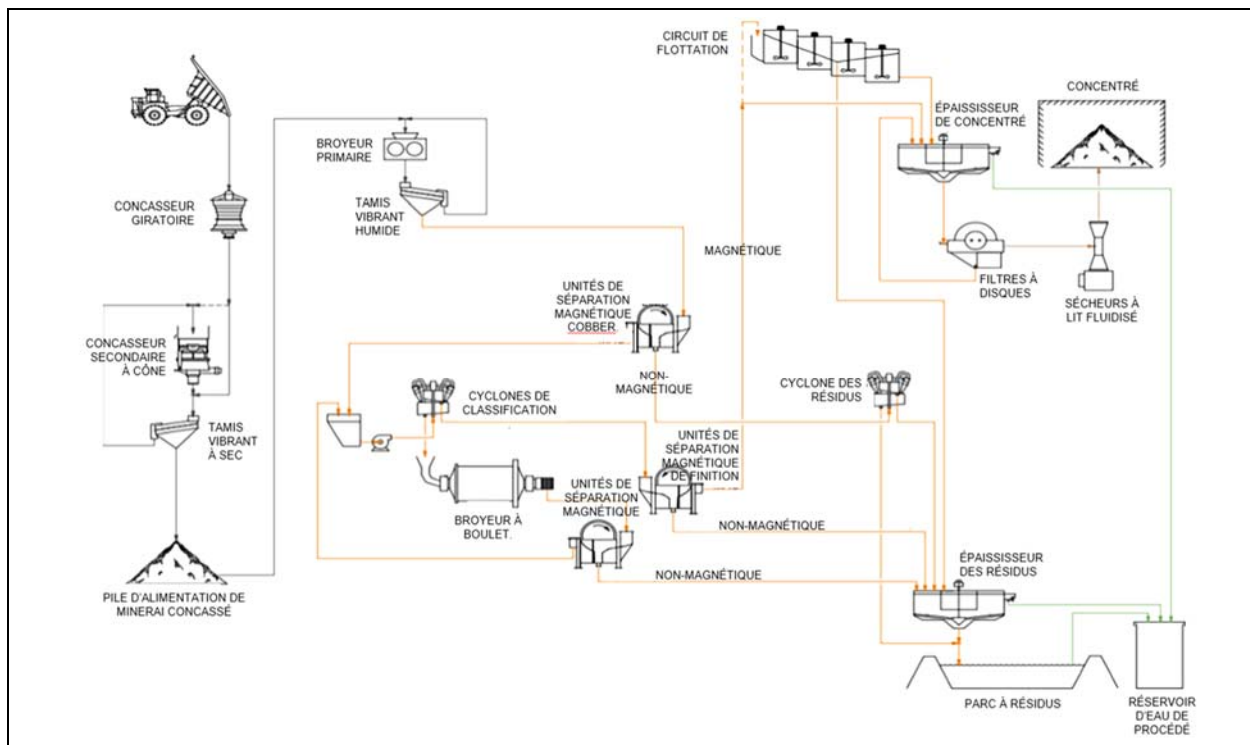 CIRCUIT DE
FLOTTATION
CONCENTRÉ
ÉPAISSISSEUR
DE CONCENTRÉ
BROYEUR
PRIMAIRE
CONCASSEUR
GIRATOIRE
TAMIS
VIBRANT
HUMIDE
MAGNÉTIQUE
FILTRES À
DISQUES
SÉCHEURS À
LIT FLUIDISÉ
UNITÉS DE
SÉPARATION
MAGNÉTIQUE
COBBER
CONCASSEUR
SECONDAIRE
À CÔNE
NON-
MAGNÉTIQUE
CYCLONE DES
RÉSIDUS
CYCLONES DE
CLASSIFICATION
TAMIS
VIBRANT
À SEC
UNITÉS DE
SÉPARATION
MAGNÉTIQUE
DE FINITION
UNITÉS DE
SÉPARATION
MAGNÉTIQUE
BROYEUR À
BOULET.
NON-MAGNÉTIQUE
NON-MAGNÉTIQUE
ÉPAISSISSEUR
DES RÉSIDUS
PILE D'ALIMENTATION DE
MINERAI CONCASSÉ
PARC À RÉSIDUS
RÉSERVOIR
D'EAU DE
PROCÉDÉ